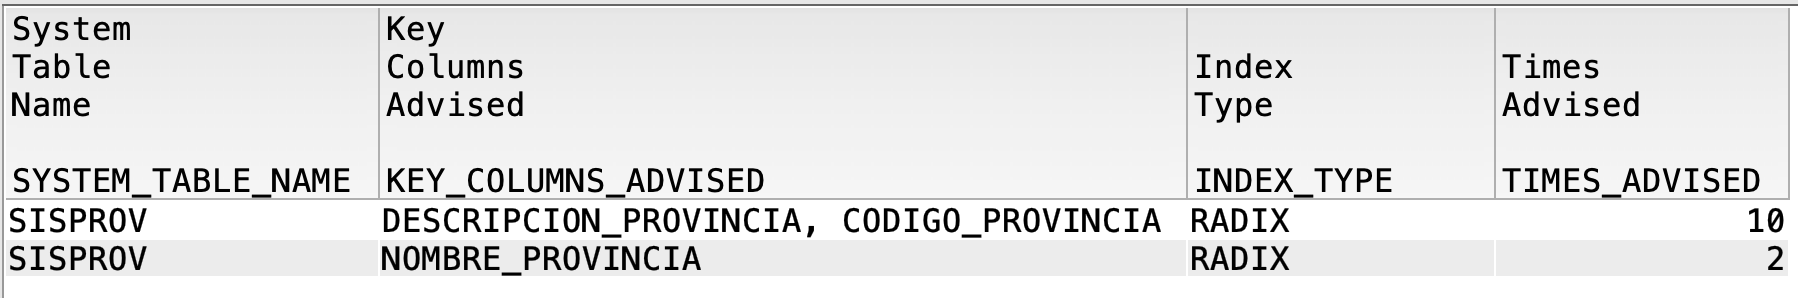 System Key
Table Columns Index Times
Name Advised Type Advised
SYSTEM_TABLE_NAME KEY_COLUMNS_ADVISED INDEX_TYPE TIMES_ADVISED
SISPROV DESCRIPCION_PROVINCIA, CODIGO_PROVINCIA RADIX 10
SISPROV NOMBRE_PROVINCIA RADIX 2